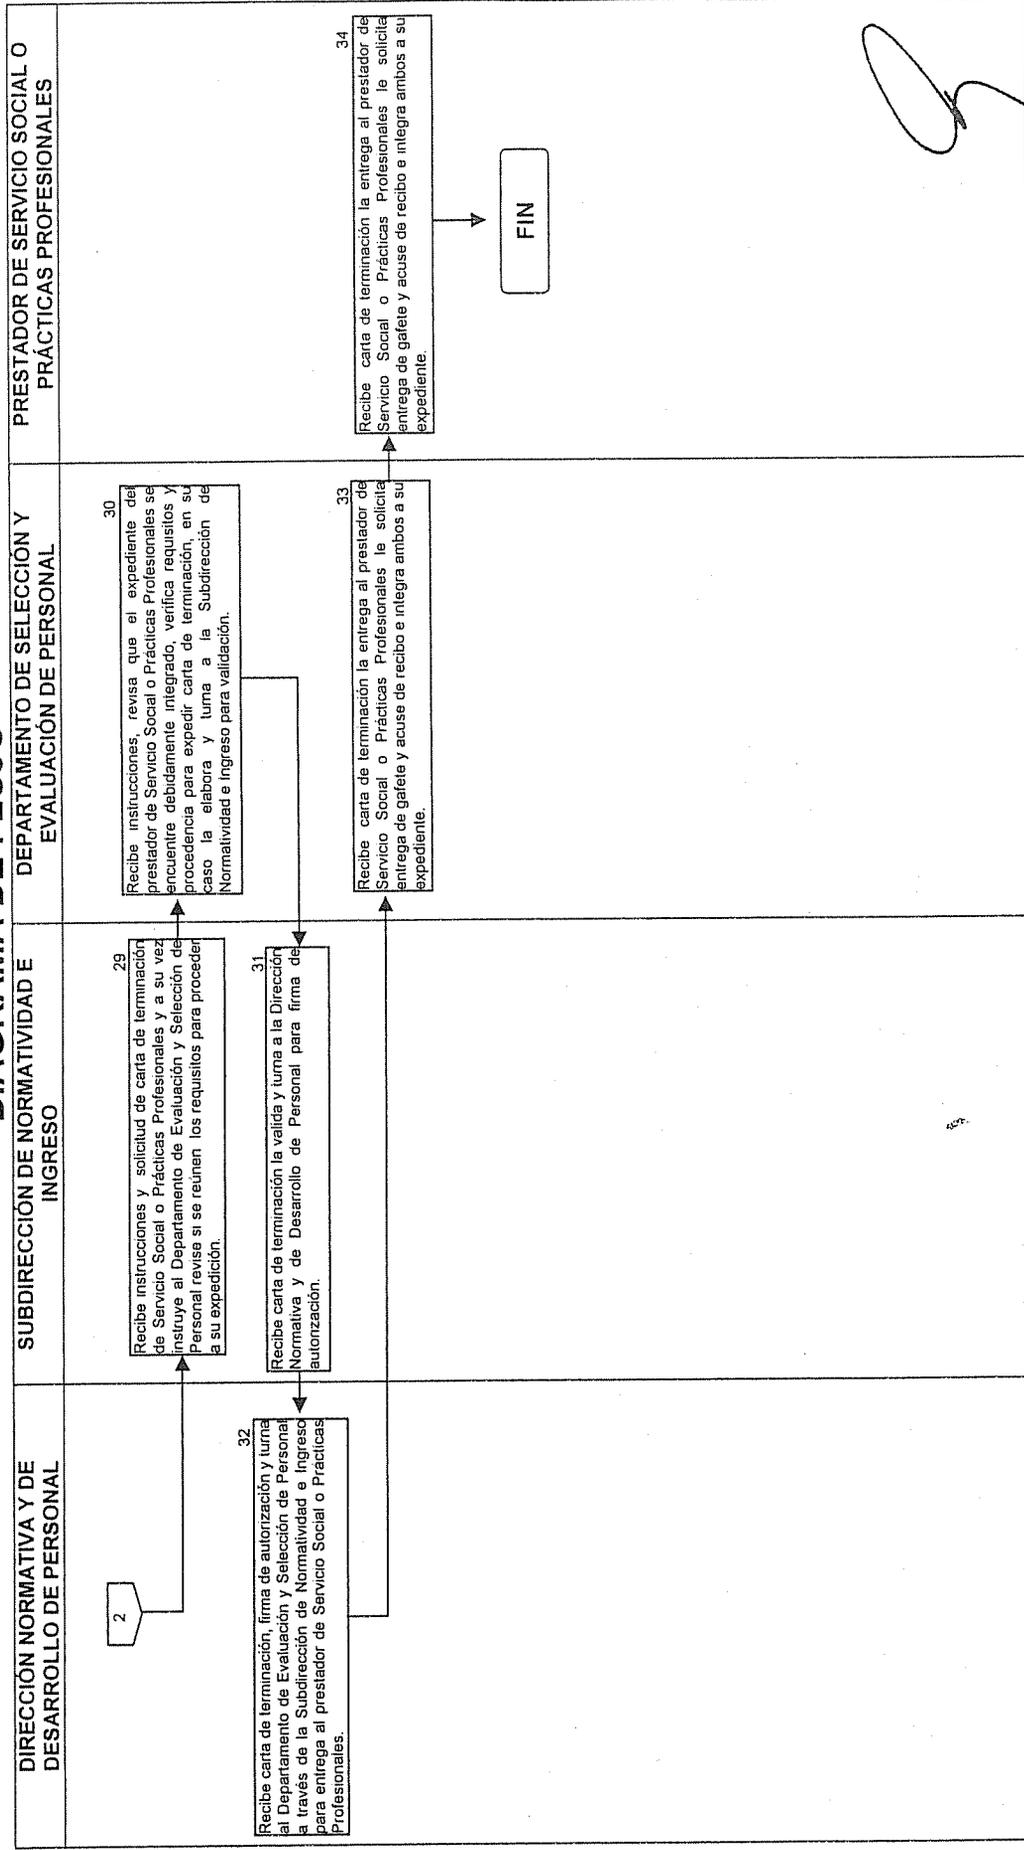 DIAGRAMA DE FLUJO
DIRECCIÓN NORMATIVA Y DE
DESARROLLO DE PERSONAL
SUBDIRECCIÓN DE NORMATIVIDAD E
INGRESO
DEPARTAMENTO DE SELECCIÓN Y
EVALUACIÓN DE PERSONAL
PRESTADOR DE SERVICIO SOCIAL O
PRÁCTICAS PROFESIONALES
2
29
Recibe instrucciones y solicitud de carta de terminación
de Servicio Social o Prácticas Profesionales y a su vez
instruye al Departamento de Evaluación y Selección de
Personal revise si se reúnen los requisitos para proceder
a su expedición.
30
Recibe instrucciones, revisa que el expediente del
prestador de Servicio Social o Prácticas Profesionales se
encuentre debidamente integrado, verifica requisitos y
procedencia para expedir carta de terminación, en su
caso la elabora y turna a la Subdirección de
Normatividad e Ingreso para validación.
31
Recibe carta de terminación la valida y turna a la Dirección
Normativa y de Desarrollo de Personal para firma de
autorización.
32
Recibe carta de terminación, firma de autorización y turna
al Departamento de Evaluación y Selección de Personal
a través de la Subdirección de Normatividad e Ingreso
para entrega al prestador de Servicio Social o Prácticas
Profesionales.
33
Recibe carta de terminación la entrega al prestador de
Servicio Social o Prácticas Profesionales le solicita
entrega de gafete y acuse de recibo e integra ambos a su
expediente.
34
Recibe carta de terminación la entrega al prestador de
Servicio Social o Prácticas Profesionales le solicita
entrega de gafete y acuse de recibo e integra ambos a su
expediente.
FIN